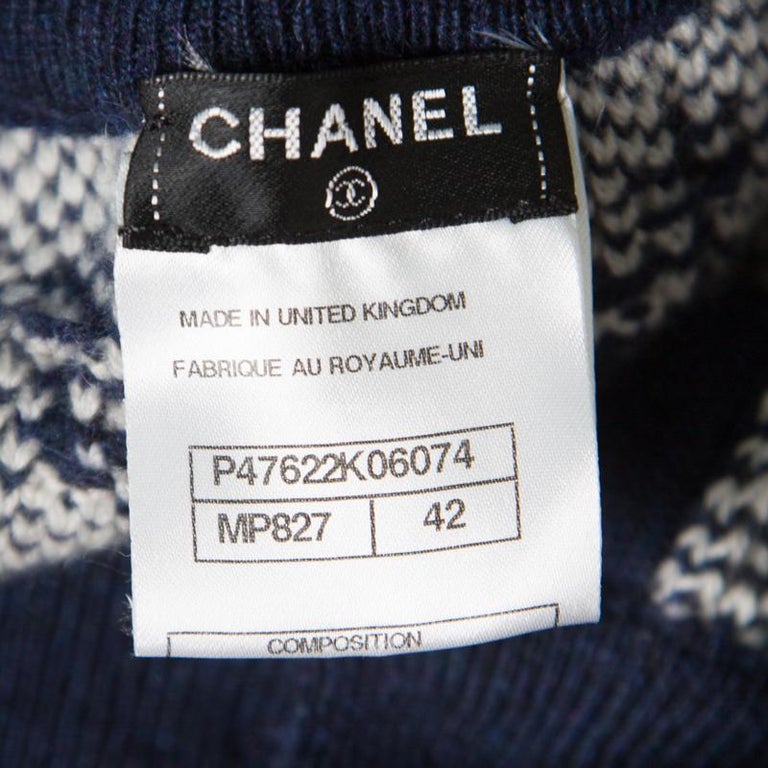 CHANEL
MADE IN UNITED KINGDOM
FABRIQUE AU ROYAUME-UNI
P47622K06074
MP827 42
COMPOSITION